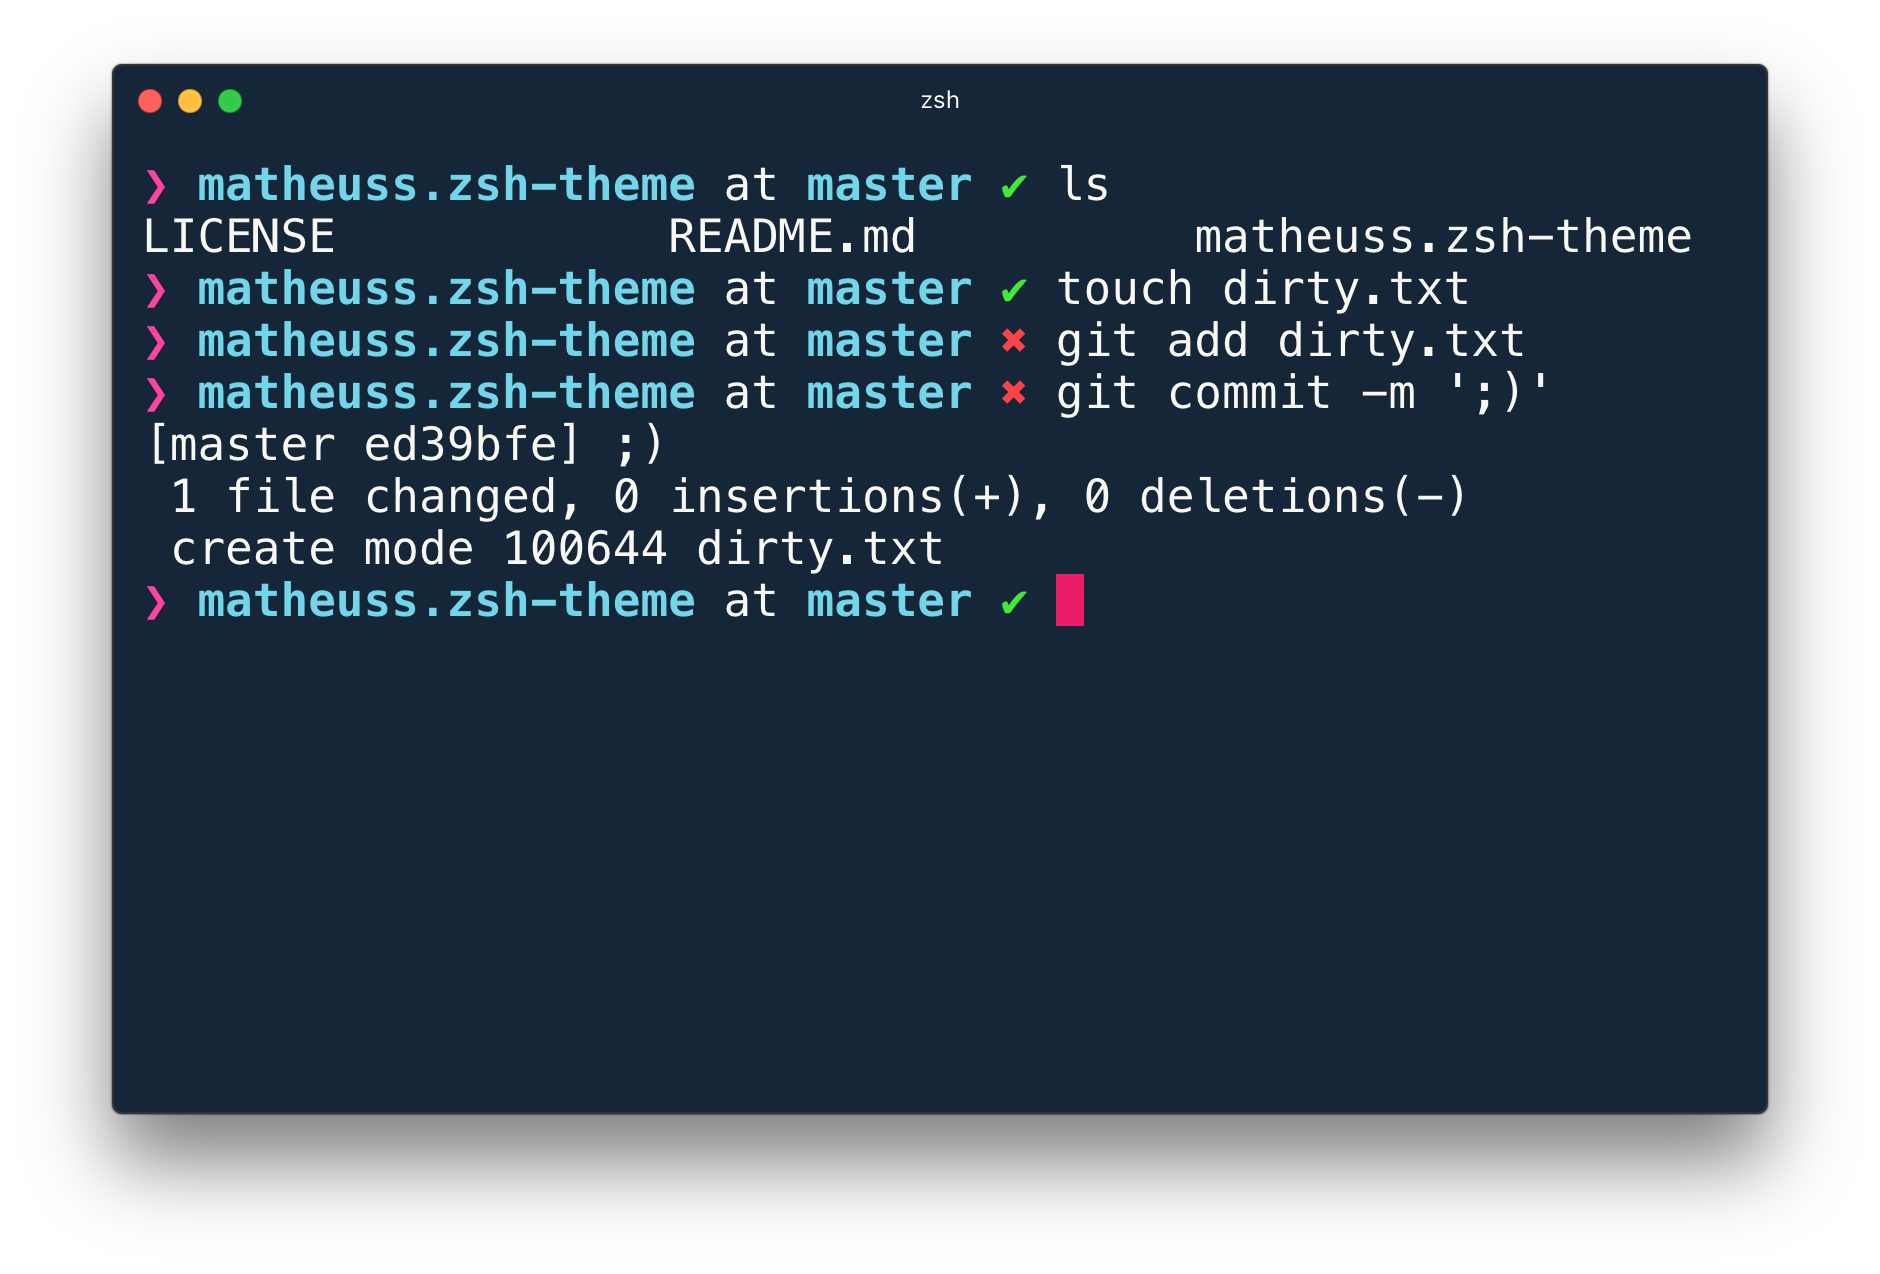 zsh
❯ matheuss.zsh-theme at master ✔ ls
LICENSE            README.md          matheuss.zsh-theme
❯ matheuss.zsh-theme at master ✔ touch dirty.txt
❯ matheuss.zsh-theme at master ✖ git add dirty.txt
❯ matheuss.zsh-theme at master ✖ git commit -m ';)'
[master ed39bfe] ;)
 1 file changed, 0 insertions(+), 0 deletions(-)
 create mode 100644 dirty.txt
❯ matheuss.zsh-theme at master ✔